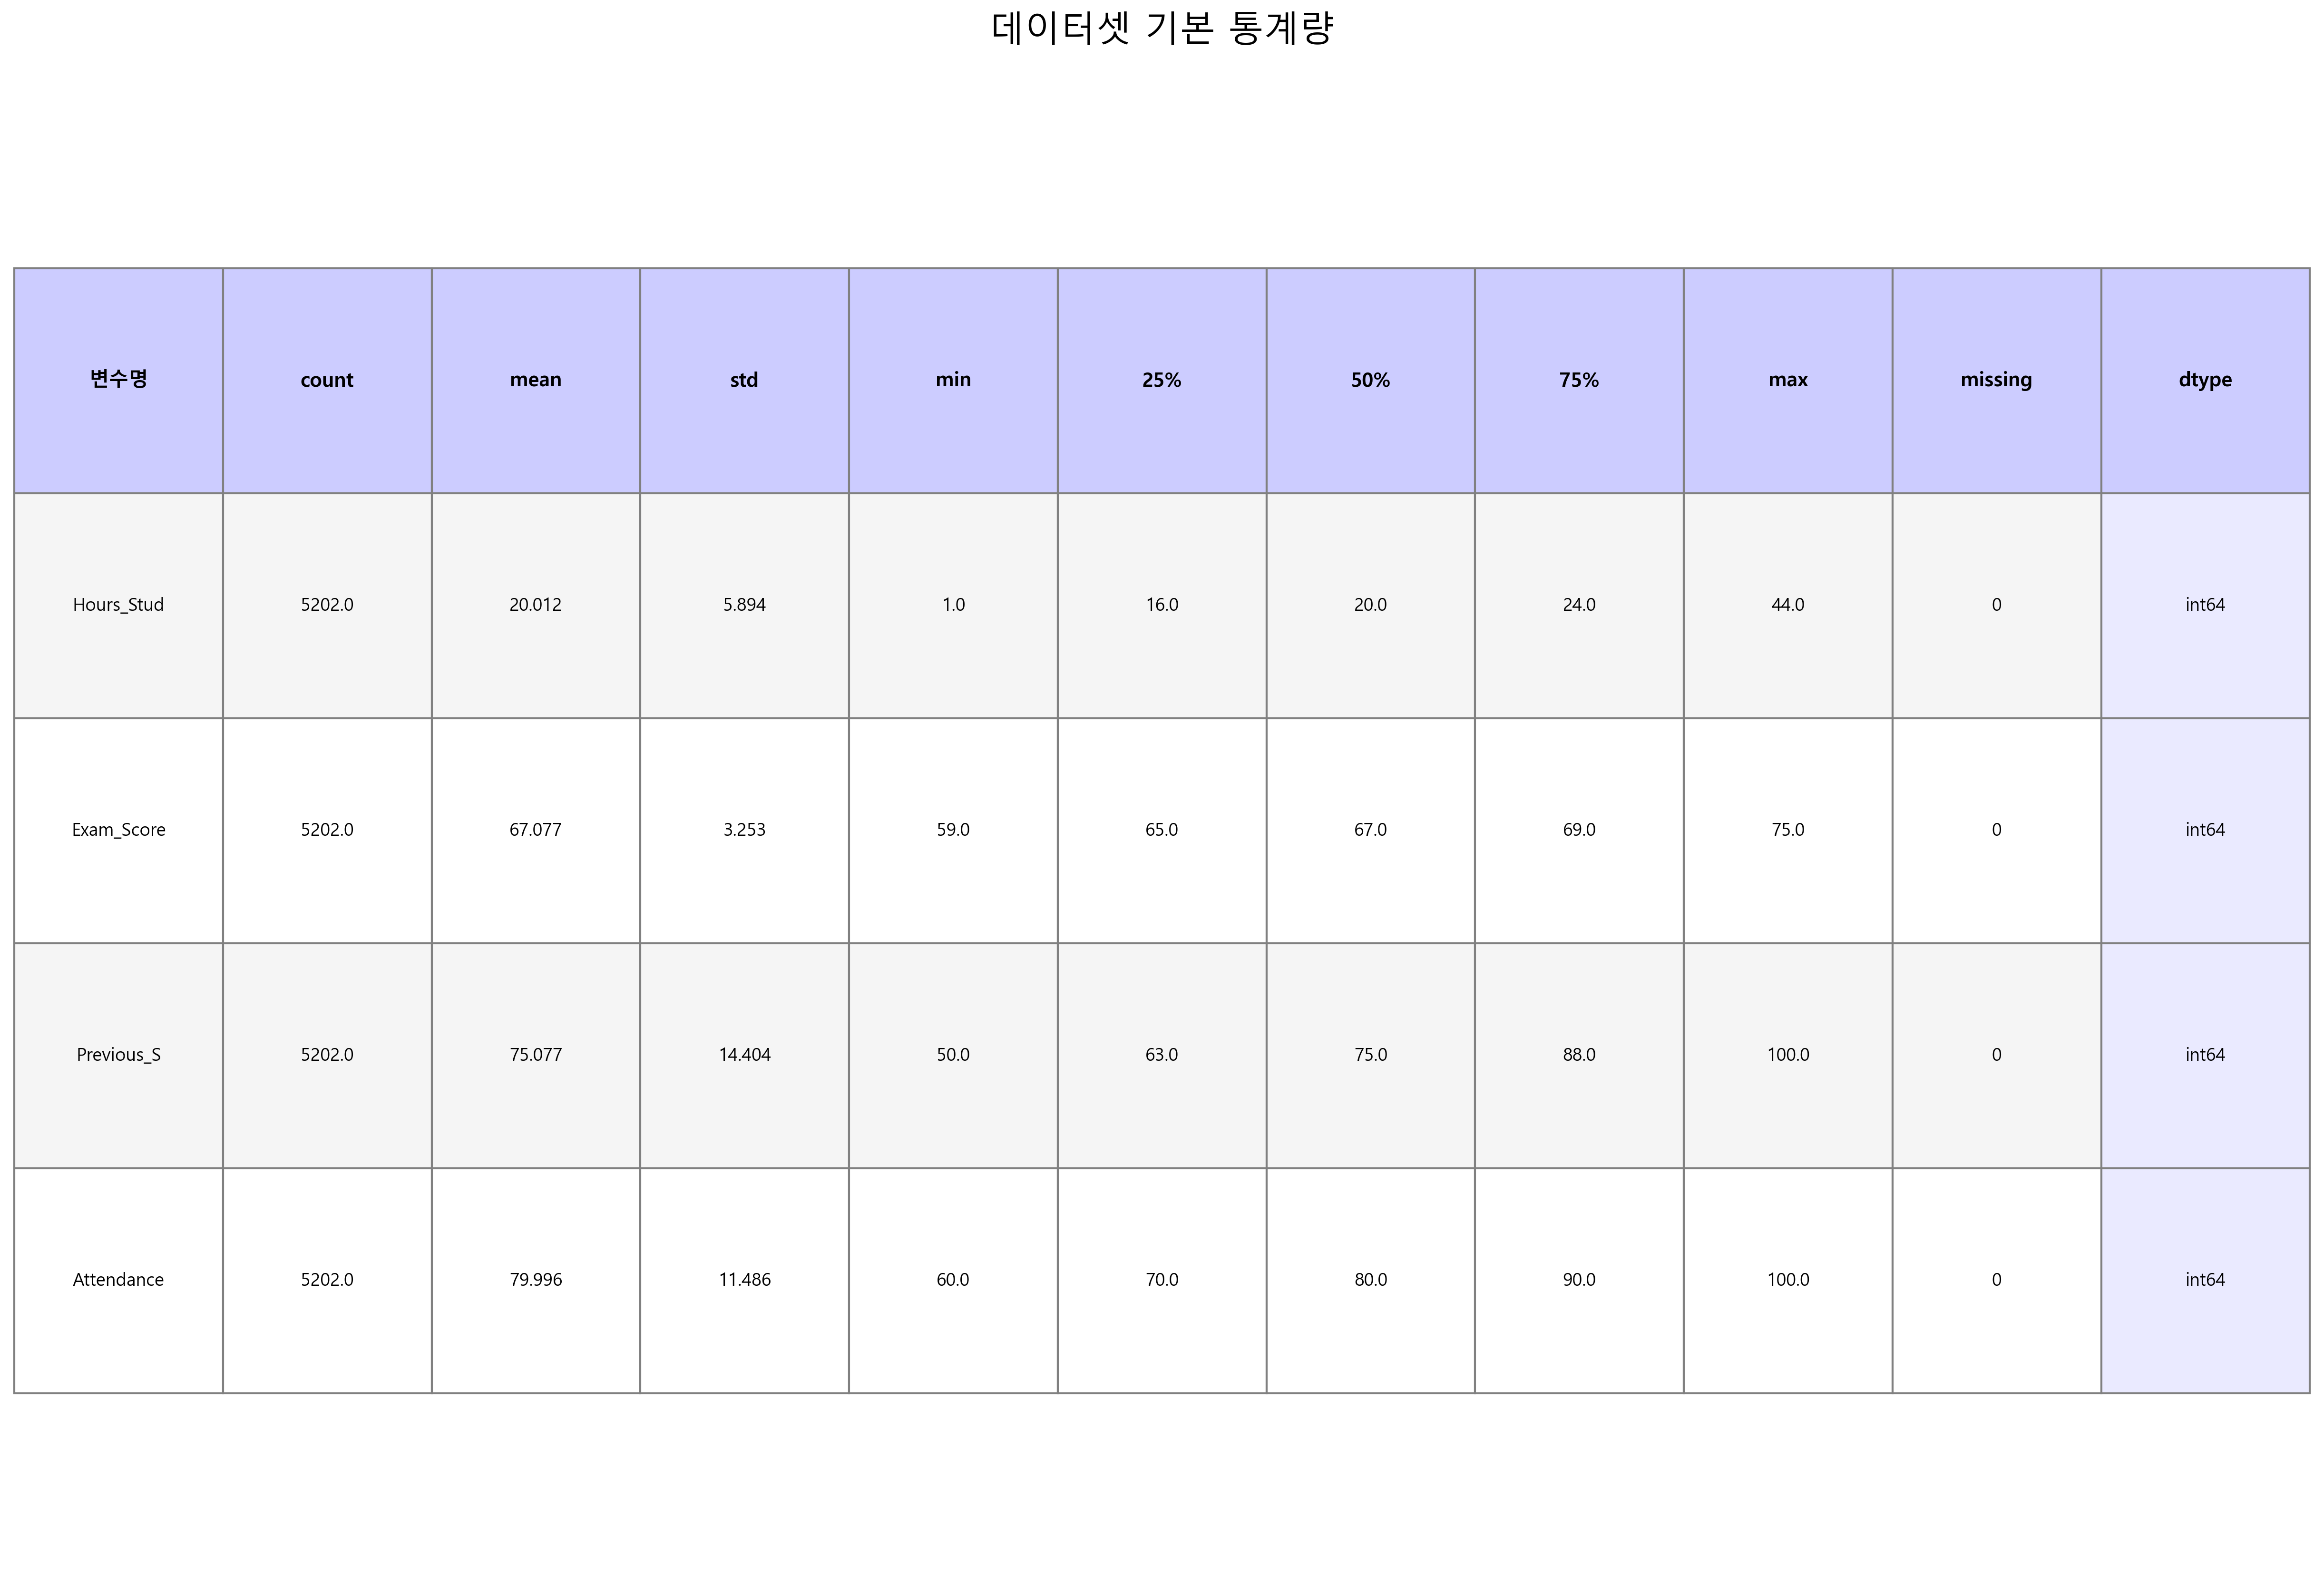 데이터셋 기본 통계량
변수명 count mean std min 25% 50% 75% max missing dtype
Hours_Stud 5202.0 20.012 5.894 1.0 16.0 20.0 24.0 44.0 0 int64
Exam_Score 5202.0 67.077 3.253 59.0 65.0 67.0 69.0 75.0 0 int64
Previous_S 5202.0 75.077 14.404 50.0 63.0 75.0 88.0 100.0 0 int64
Attendance 5202.0 79.996 11.486 60.0 70.0 80.0 90.0 100.0 0 int64